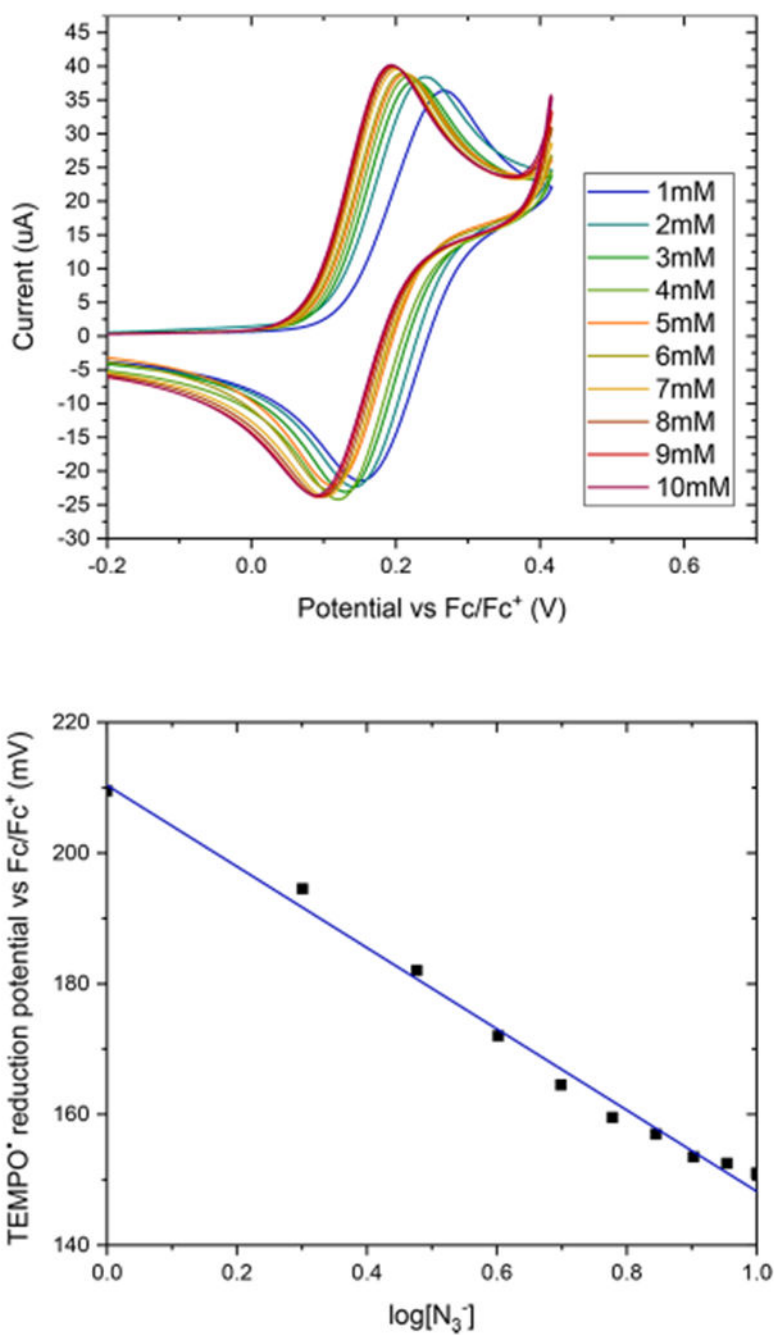 45
40
35
30
25
20
15
10
5
0
-5
-10
-15
-20
-25
-30
Current (uA)
1mM
2mM
3mM
4mM
5mM
6mM
7mM
8mM
9mM
10mM
-0.2 0.0 0.2 0.4 0.6
Potential vs Fc/Fc⁺ (V)
220
200
180
160
140
TEMPO• reduction potential vs Fc/Fc⁺ (mV)
0.0 0.2 0.4 0.6 0.8 1.0
log[N₃⁻]